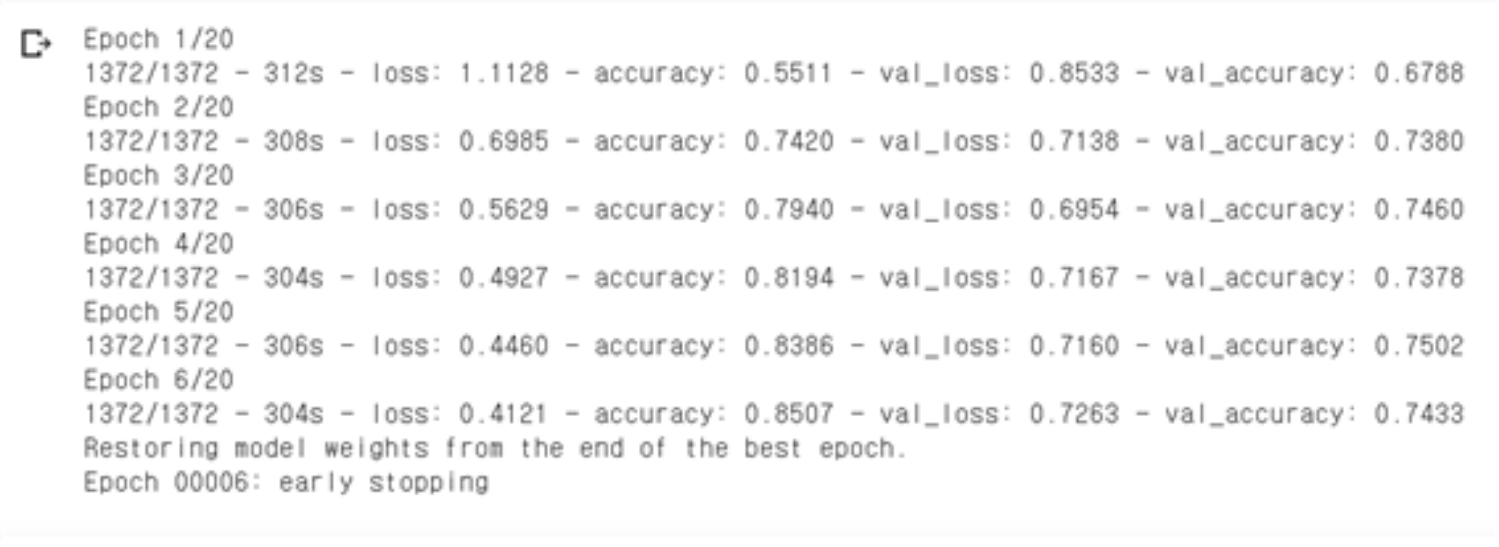 Epoch 1/20
1372/1372 - 312s - loss: 1.1128 - accuracy: 0.5511 - val_loss: 0.8533 - val_accuracy: 0.6788
Epoch 2/20
1372/1372 - 308s - loss: 0.6985 - accuracy: 0.7420 - val_loss: 0.7138 - val_accuracy: 0.7380
Epoch 3/20
1372/1372 - 306s - loss: 0.5629 - accuracy: 0.7940 - val_loss: 0.6954 - val_accuracy: 0.7460
Epoch 4/20
1372/1372 - 304s - loss: 0.4927 - accuracy: 0.8194 - val_loss: 0.7167 - val_accuracy: 0.7378
Epoch 5/20
1372/1372 - 306s - loss: 0.4460 - accuracy: 0.8386 - val_loss: 0.7160 - val_accuracy: 0.7502
Epoch 6/20
1372/1372 - 304s - loss: 0.4121 - accuracy: 0.8507 - val_loss: 0.7263 - val_accuracy: 0.7433
Restoring model weights from the end of the best epoch.
Epoch 00006: early stopping